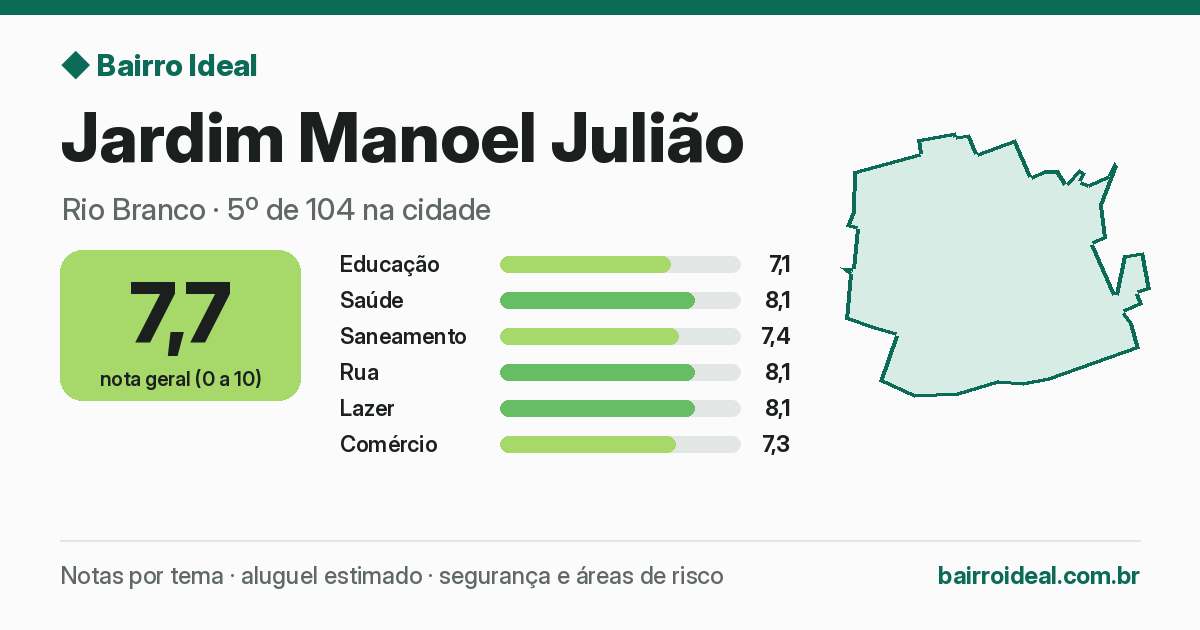 Bairro Ideal
Jardim Manoel Julião
Rio Branco · 5º de 104 na cidade
7,7
nota geral (0 a 10)
Educação 7,1
Saúde 8,1
Saneamento 7,4
Rua 8,1
Lazer 8,1
Comércio 7,3
Notas por tema · aluguel estimado · segurança e áreas de risco
bairroideal.com.br